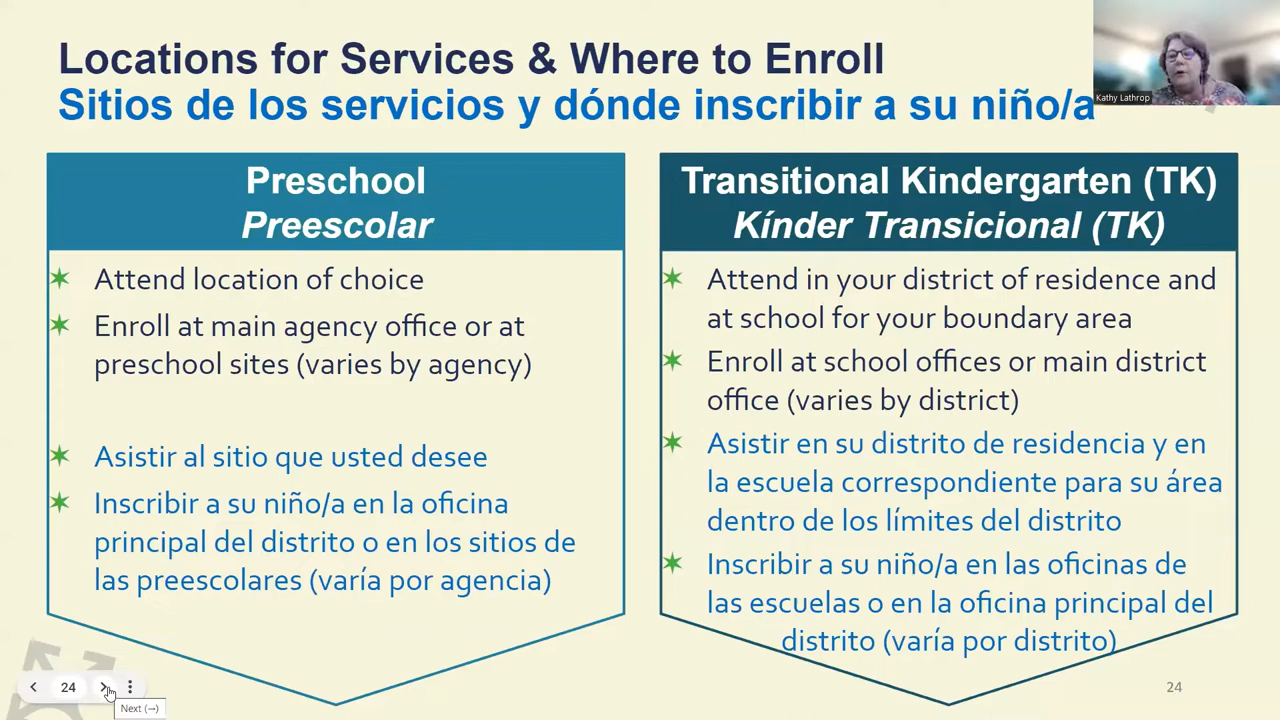 Locations for Services & Where to Enroll
Sitios de los servicios y dónde inscribir a su niño/a
Kathy Lathrop
Preschool
Preescolar
✶ Attend location of choice
✶ Enroll at main agency office or at
preschool sites (varies by agency)
✶ Asistir al sitio que usted desee
✶ Inscribir a su niño/a en la oficina
principal del distrito o en los sitios de
las preescolares (varía por agencia)
Transitional Kindergarten (TK)
Kínder Transicional (TK)
✶ Attend in your district of residence and
at school for your boundary area
✶ Enroll at school offices or main district
office (varies by district)
✶ Asistir en su distrito de residencia y en
la escuela correspondiente para su área
dentro de los límites del distrito
✶ Inscribir a su niño/a en las oficinas de
las escuelas o en la oficina principal del
distrito (varía por distrito)
24
Next (→)
24